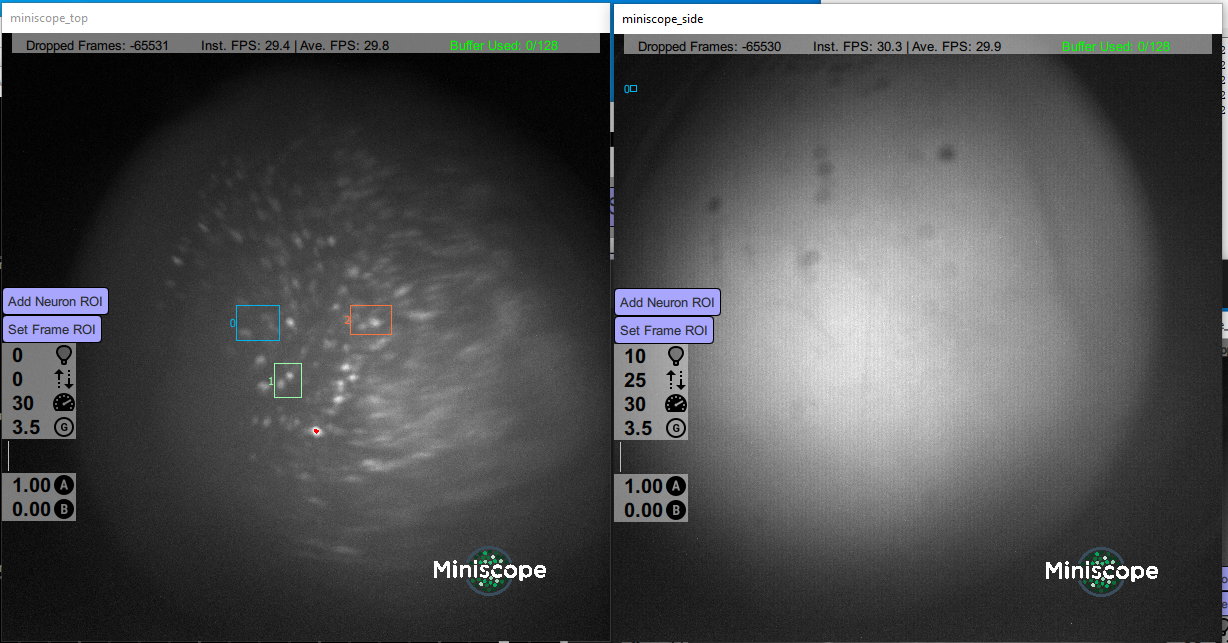 miniscope_top
Dropped Frames: -65531 Inst. FPS: 29.4 | Ave. FPS: 29.8 Buffer Used: 0/128
0
2
1
Add Neuron ROI
Set Frame ROI
0
0
30
3.5 G
1.00 A
0.00 B
Miniscope
miniscope_side
Dropped Frames: -65530 Inst. FPS: 30.3 | Ave. FPS: 29.9 Buffer Used: 0/128
0
Add Neuron ROI
Set Frame ROI
10
25
30
3.5 G
1.00 A
0.00 B
Miniscope